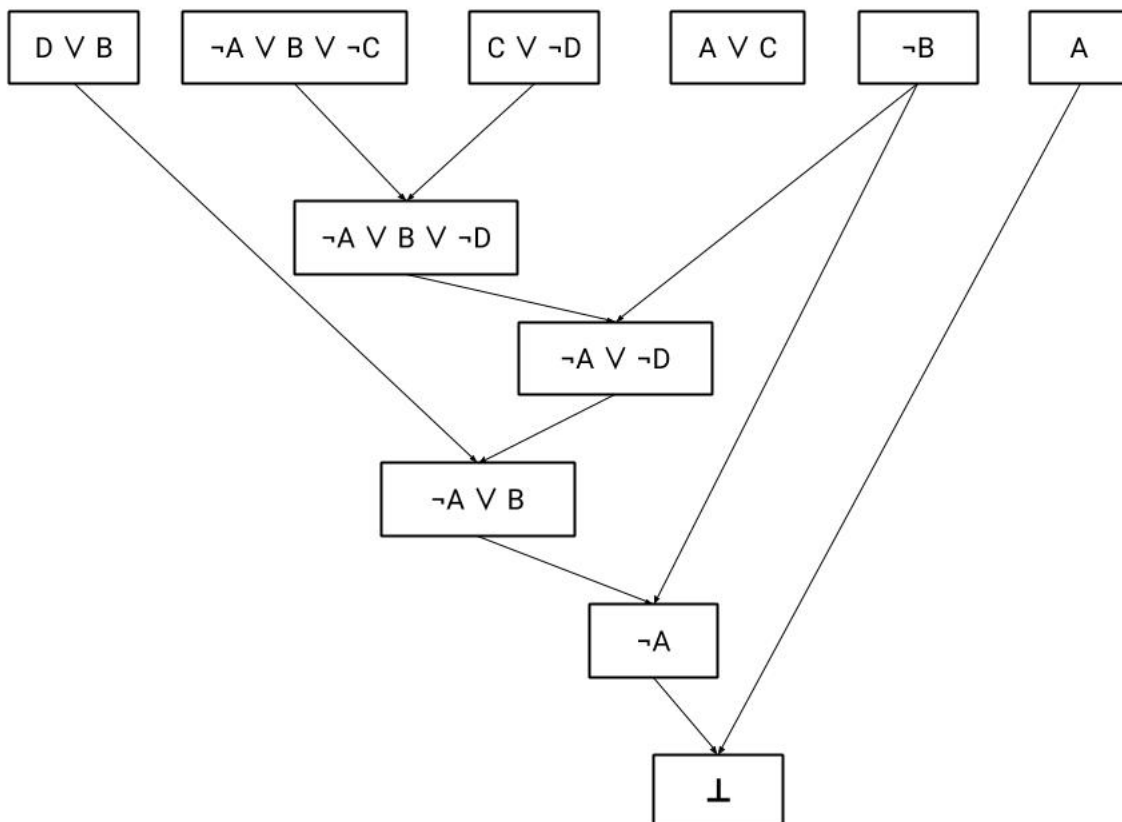 D ∨ B
¬A ∨ B ∨ ¬C
C ∨ ¬D
A ∨ C
¬B
A
¬A ∨ B ∨ ¬D
¬A ∨ ¬D
¬A ∨ B
¬A
⊥